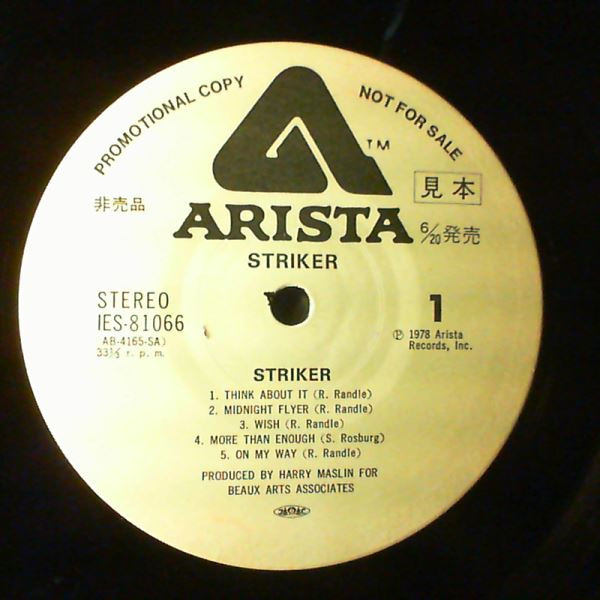 PROMOTIONAL COPY
NOT FOR SALE
TM
非売品
見本
ARISTA
6/20発売
STRIKER
STEREO
IES-81066
AB-4165-SA)
33⅓ r. p. m.
1
Ⓟ 1978 Arista
Records, Inc.
STRIKER
1. THINK ABOUT IT (R. Randle)
2. MIDNIGHT FLYER (R. Randle)
3. WISH (R. Randle)
4. MORE THAN ENOUGH (S. Rosburg)
5. ON MY WAY (R. Randle)
PRODUCED BY HARRY MASLIN FOR
BEAUX ARTS ASSOCIATES